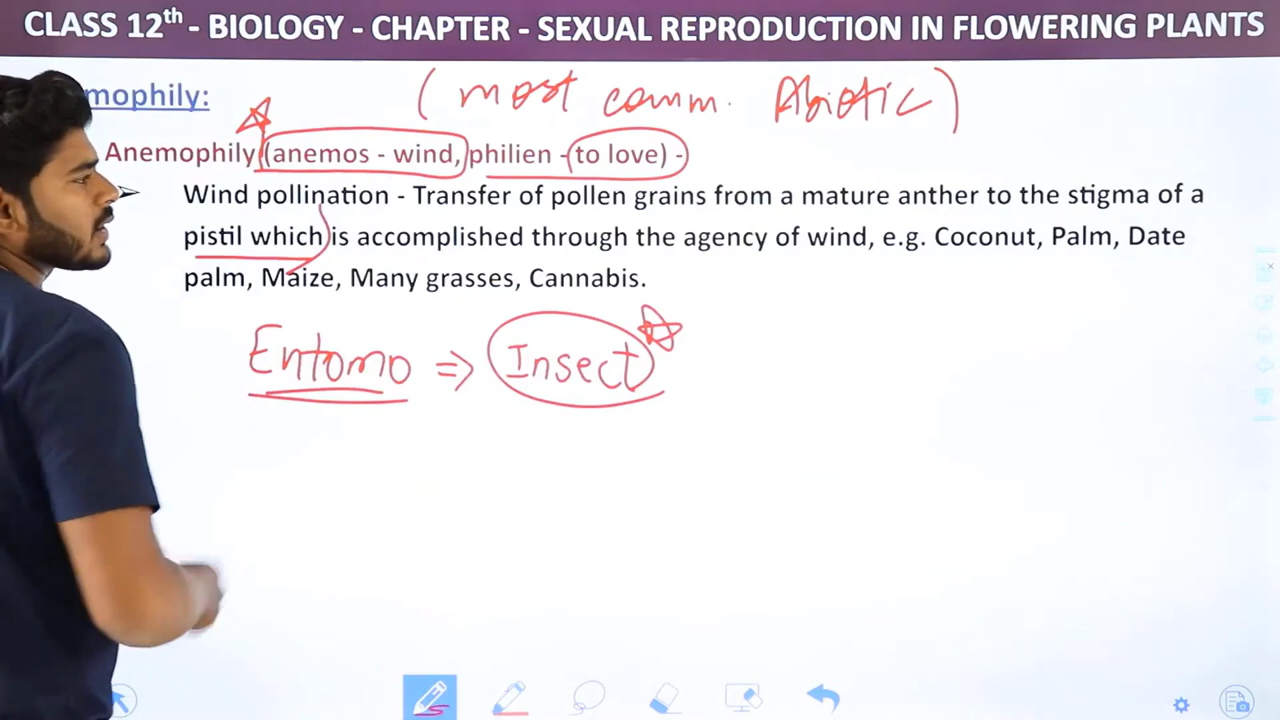 CLASS 12th - BIOLOGY - CHAPTER - SEXUAL REPRODUCTION IN FLOWERING PLANTS
mophily:
(most comm. Abiotic)
Anemophily (anemos - wind, philien - to love) -
Wind pollination - Transfer of pollen grains from a mature anther to the stigma of a
pistil which is accomplished through the agency of wind, e.g. Coconut, Palm, Date
palm, Maize, Many grasses, Cannabis.
Entomo ⇒ Insect